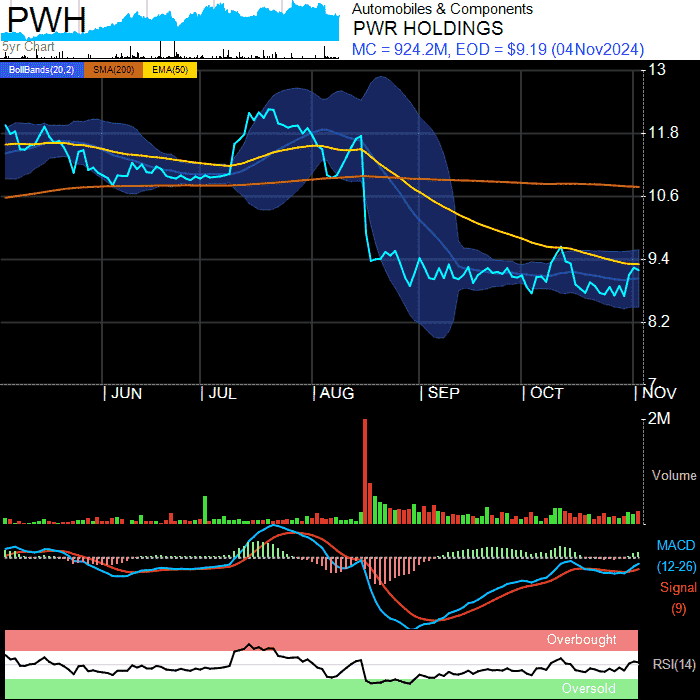 PWH
5yr Chart
Automobiles & Components
PWR HOLDINGS
MC = 924.2M, EOD = $9.19 (04Nov2024)
BollBands(20,2) SMA(200) EMA(50)
13
11.8
10.6
9.4
8.2
7
JUN JUL AUG SEP OCT NOV
2M
Volume
MACD
(12-26)
Signal
(9)
Overbought
RSI(14)
Oversold